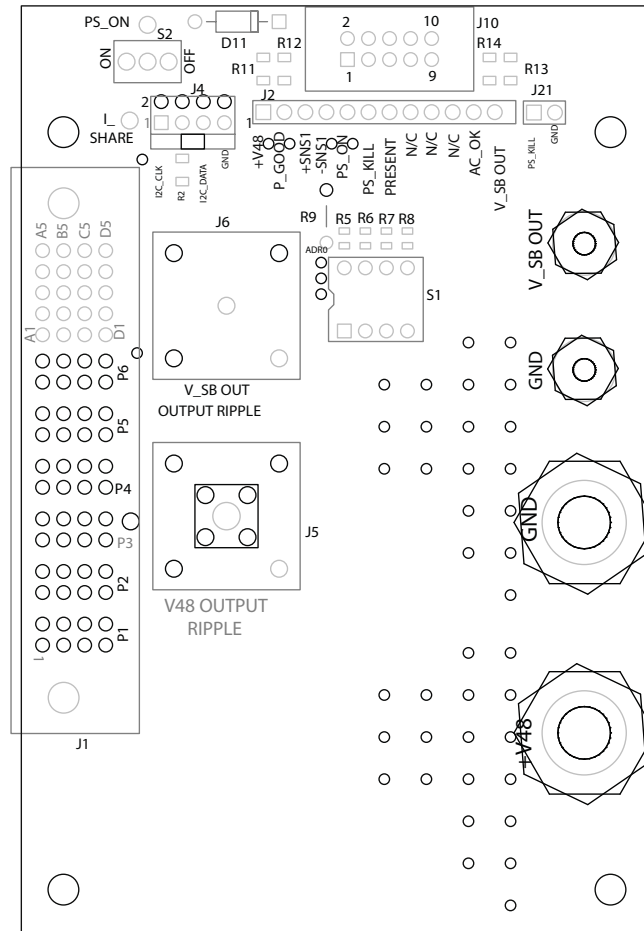 PS_ON
S2
ON
OFF
D11
R12
R11
2
10
J10
1
9
R14
R13
J4
2
1
I_
SHARE
J2
1
J21
I2C_CLK
R2
I2C_DATA
GND
+V48
P_GOOD
+SNS1
-SNS1
PS_ON
PS_KILL
PRESENT
N/C
N/C
N/C
AC_OK
V_SB OUT
PS_KILL
GND
A5
B5
C5
D5
A1
D1
J6
R9
R5
R6
R7
R8
ADR0
S1
V_SB OUT
GND
V_SB OUT
OUTPUT RIPPLE
P6
P5
P4
P3
P2
P1
1
J5
V48 OUTPUT
RIPPLE
GND
+V48
J1